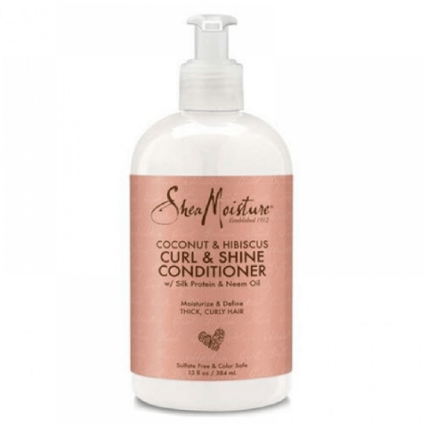 SheaMoisture
Established 1912
COCONUT & HIBISCUS
CURL & SHINE
CONDITIONER
w/ Silk Protein & Neem Oil
Moisturize & Define
THICK, CURLY HAIR
Sulfate Free & Color Safe
13 fl oz / 384 mL